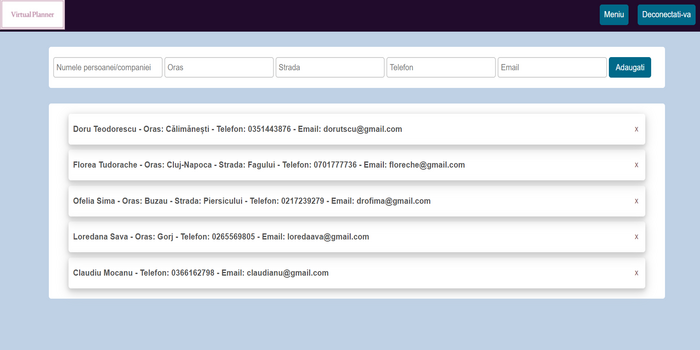 Virtual Planner
Meniu
Deconectati-va
Numele persoanei/companiei
Oras
Strada
Telefon
Email
Adaugati
Doru Teodorescu - Oras: Călimănești - Telefon: 0351443876 - Email: dorutscu@gmail.com
x
Florea Tudorache - Oras: Cluj-Napoca - Strada: Fagului - Telefon: 0701777736 - Email: floreche@gmail.com
x
Ofelia Sima - Oras: Buzau - Strada: Piersicului - Telefon: 0217239279 - Email: drofima@gmail.com
x
Loredana Sava - Oras: Gorj - Telefon: 0265569805 - Email: loredaava@gmail.com
x
Claudiu Mocanu - Telefon: 0366162798 - Email: claudianu@gmail.com
x